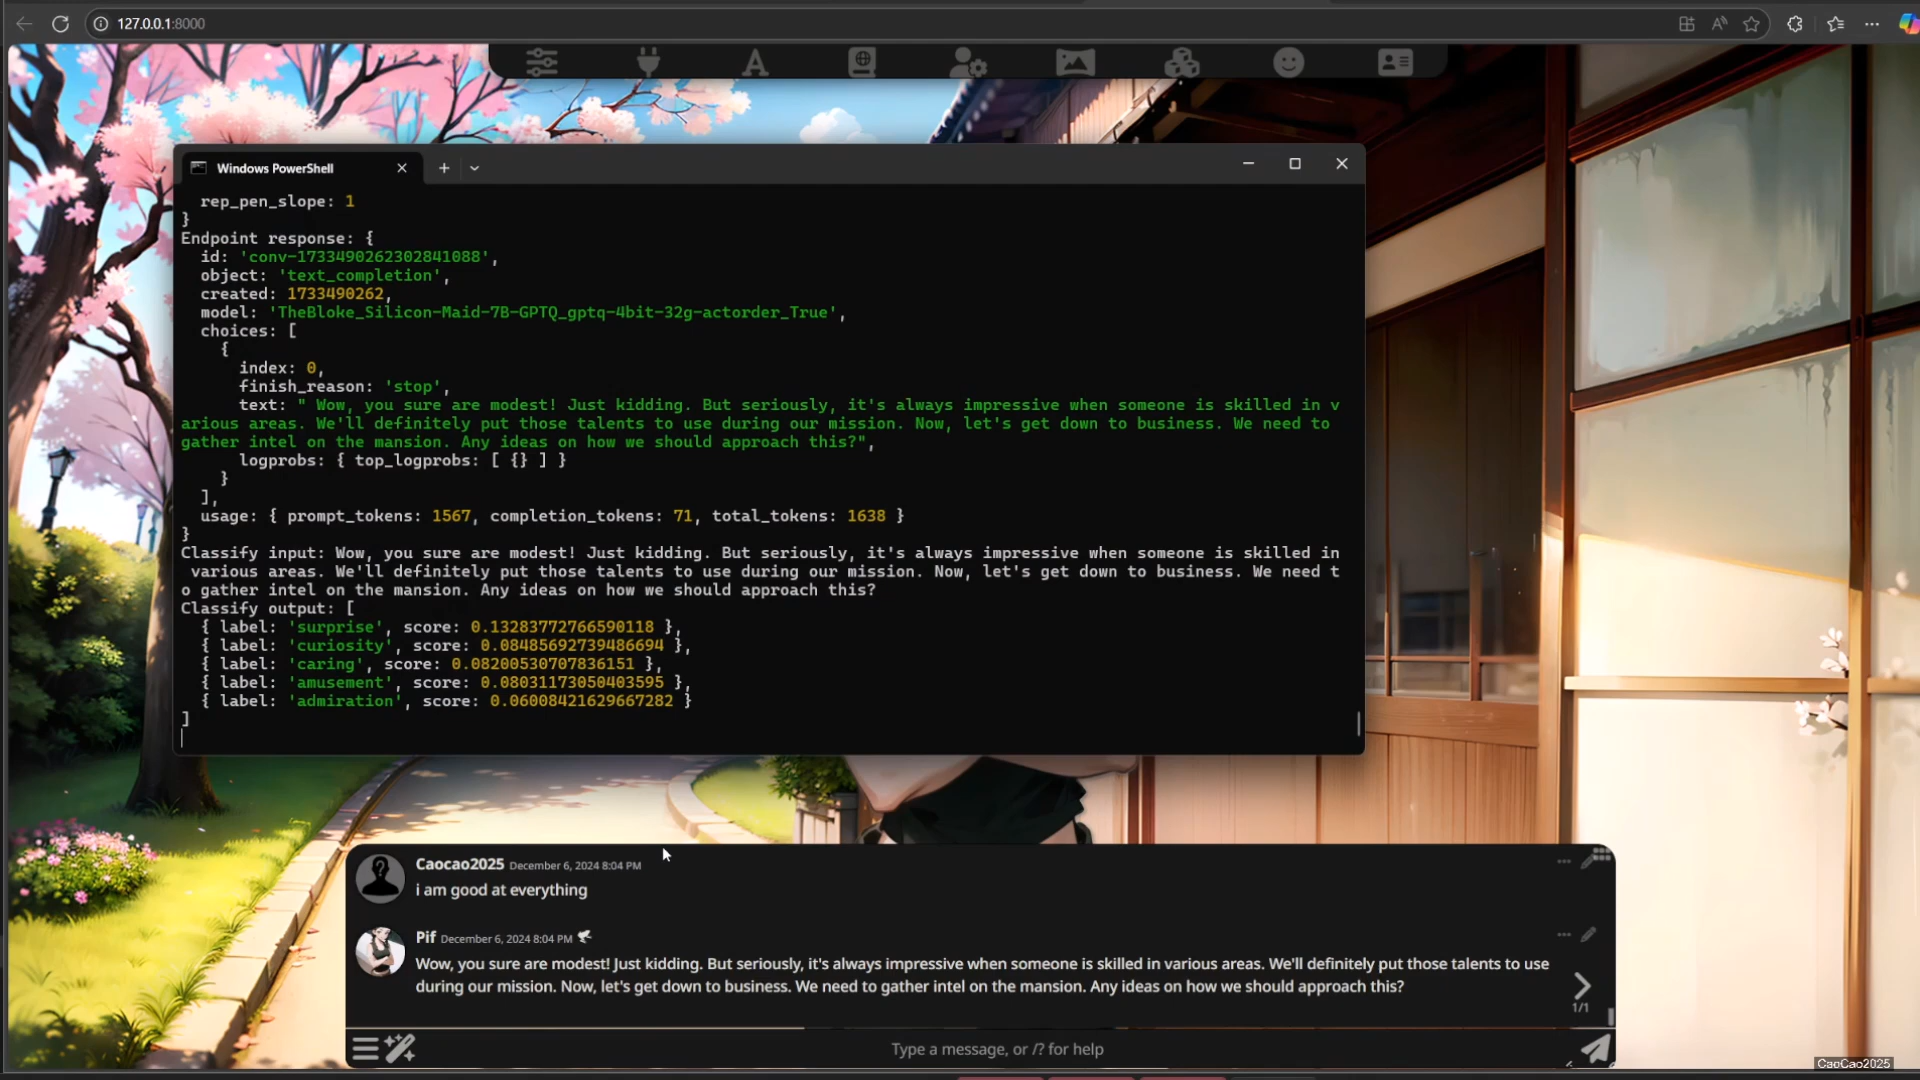 127.0.0.1:8000
Windows PowerShell
rep_pen_slope: 1
}
Endpoint response: {
id: 'conv-1733490262302841088',
object: 'text_completion',
created: 1733490262,
model: 'TheBloke_Silicon-Maid-7B-GPTQ_gptq-4bit-32g-actorder_True',
choices: [
{
index: 0,
finish_reason: 'stop',
text: " Wow, you sure are modest! Just kidding. But seriously, it's always impressive when someone is skilled in v
arious areas. We'll definitely put those talents to use during our mission. Now, let's get down to business. We need to
gather intel on the mansion. Any ideas on how we should approach this?",
logprobs: { top_logprobs: [ {} ] }
}
],
usage: { prompt_tokens: 1567, completion_tokens: 71, total_tokens: 1638 }
}
Classify input: Wow, you sure are modest! Just kidding. But seriously, it's always impressive when someone is skilled in
various areas. We'll definitely put those talents to use during our mission. Now, let's get down to business. We need t
o gather intel on the mansion. Any ideas on how we should approach this?
Classify output: [
{ label: 'surprise', score: 0.13283772766590118 },
{ label: 'curiosity', score: 0.08485692739486694 },
{ label: 'caring', score: 0.08200530707836151 },
{ label: 'amusement', score: 0.08031173050403595 },
{ label: 'admiration', score: 0.06008421629667282 }
]
Caocao2025 December 6, 2024 8:04 PM
i am good at everything
Pif December 6, 2024 8:04 PM
Wow, you sure are modest! Just kidding. But seriously, it's always impressive when someone is skilled in various areas. We'll definitely put those talents to use
during our mission. Now, let's get down to business. We need to gather intel on the mansion. Any ideas on how we should approach this?
1/1
Type a message, or /? for help
CaoCao2025